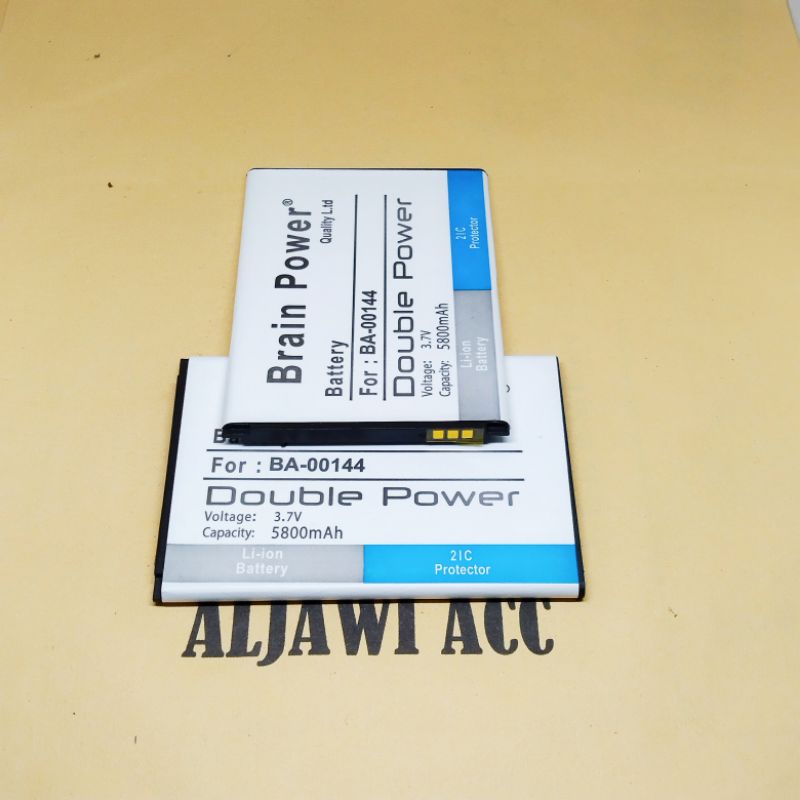 Brain Power®
Quality L.td
Battery
For : BA-00144
Double Power
Voltage: 3.7V
Capacity: 5800mAh
Li-ion
Battery
2IC
Protector
For : BA-00144
Double Power
Voltage: 3.7V
Capacity: 5800mAh
Li-ion
Battery
2IC
Protector
ALJAWI ACC